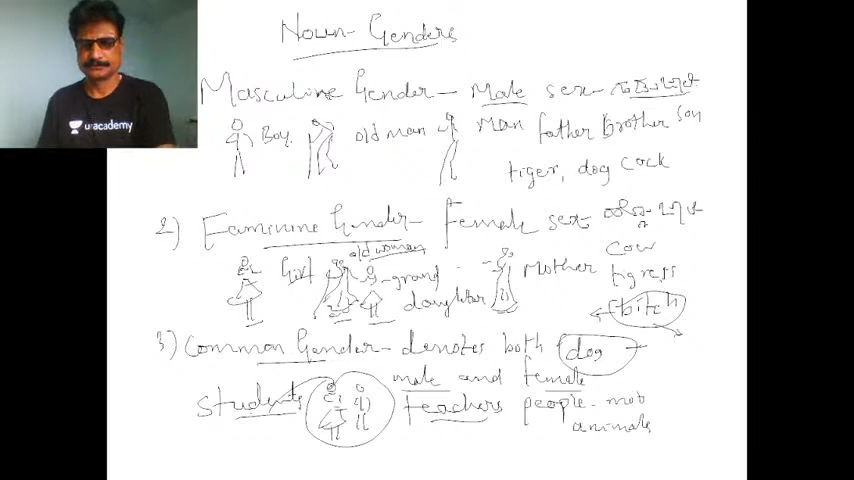 Noun- Genders
Masculine Gender- Male sex-
Boy. old man man father brother son
tiger, dog cock
unacademy
2) Faminine Gender- Female sex-
old woman cow
Girl grand Mother tigress
daughter bitch
3) Common Gender- denotes both dog
male and female
students teachers people- mob
animals